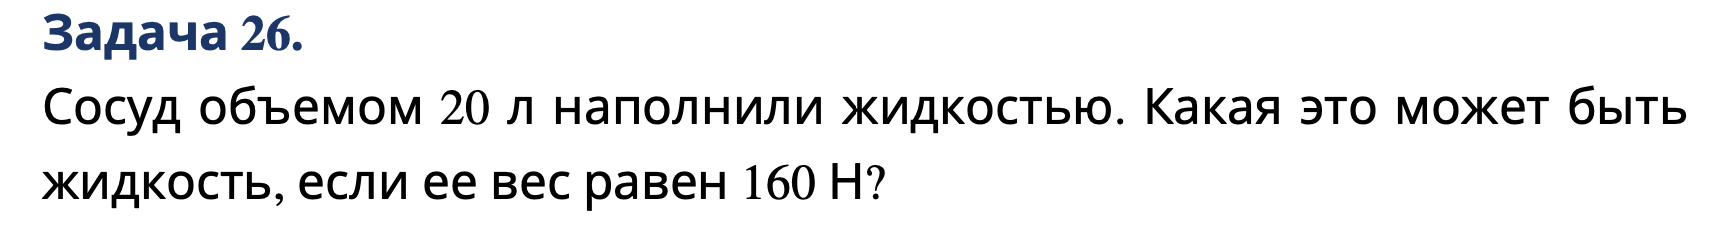 Задача 26.
Сосуд объемом 20 л наполнили жидкостью. Какая это может быть
жидкость, если ее вес равен 160 Н?